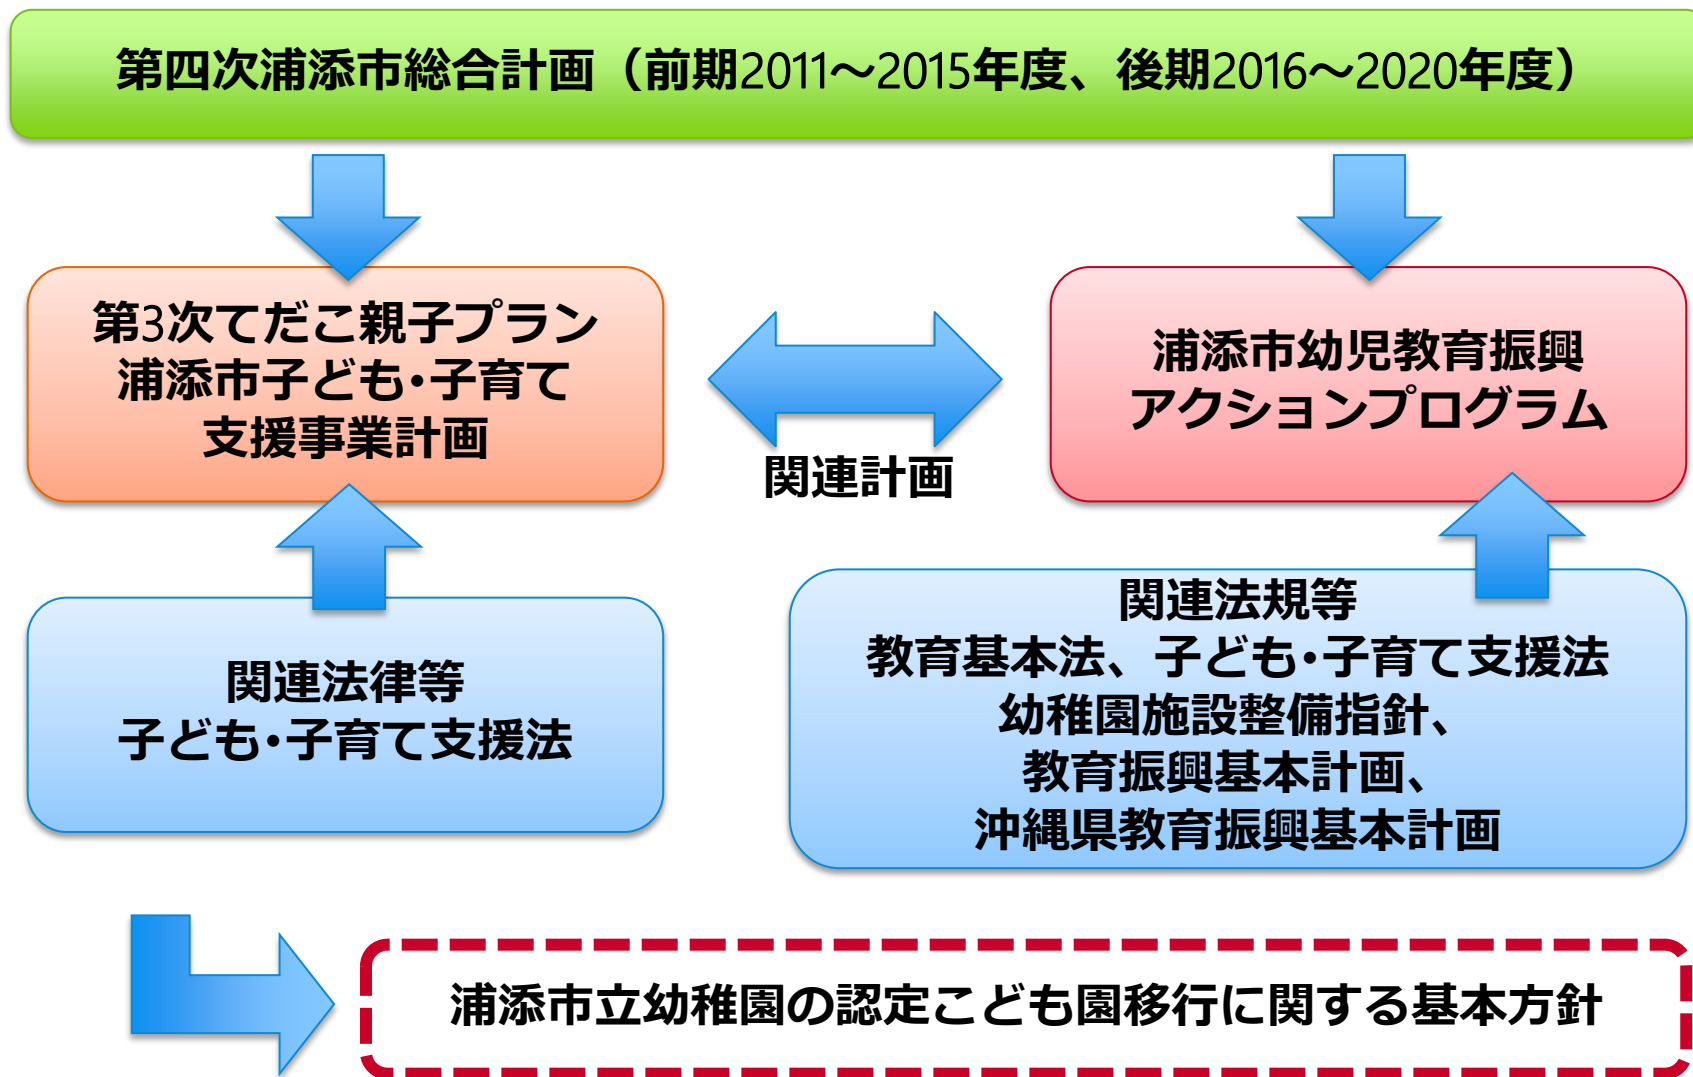 第四次浦添市総合計画（前期2011～2015年度、後期2016～2020年度）
第3次てだこ親子プラン
浦添市子ども・子育て
支援事業計画
関連計画
浦添市幼児教育振興
アクションプログラム
関連法律等
子ども・子育て支援法
関連法規等
教育基本法、子ども・子育て支援法
幼稚園施設整備指針、
教育振興基本計画、
沖縄県教育振興基本計画
浦添市立幼稚園の認定こども園移行に関する基本方針